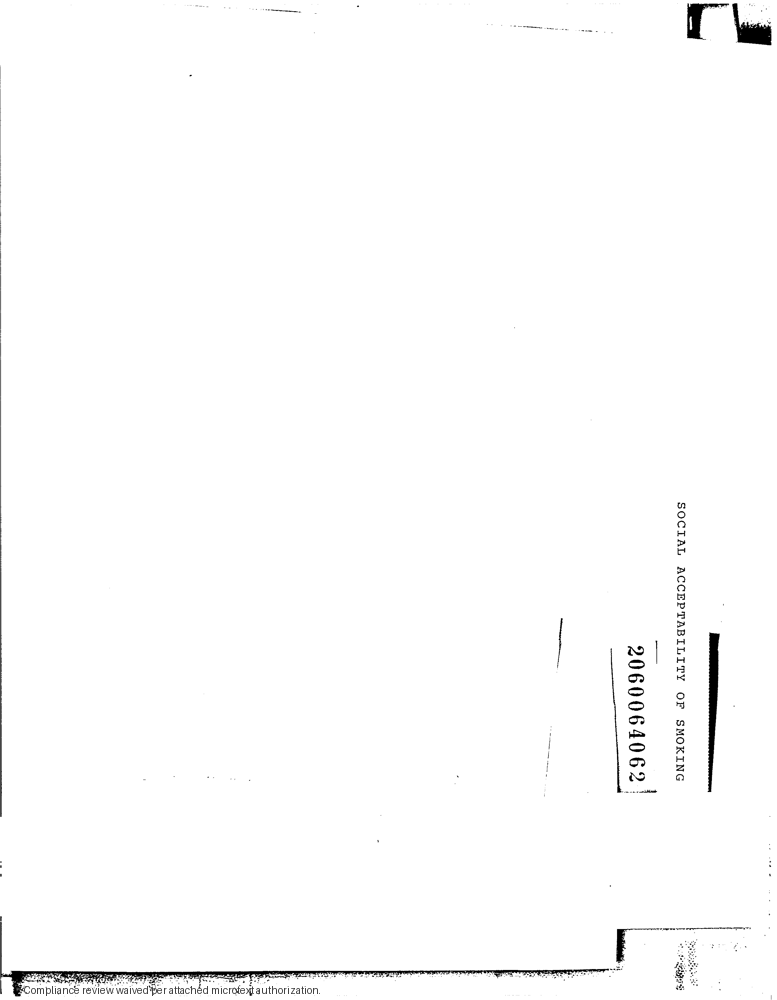 SOCIAL ACCEPTABILITY OF SMOKING
2060064062
Compliance review waived per attached microtext authorization.